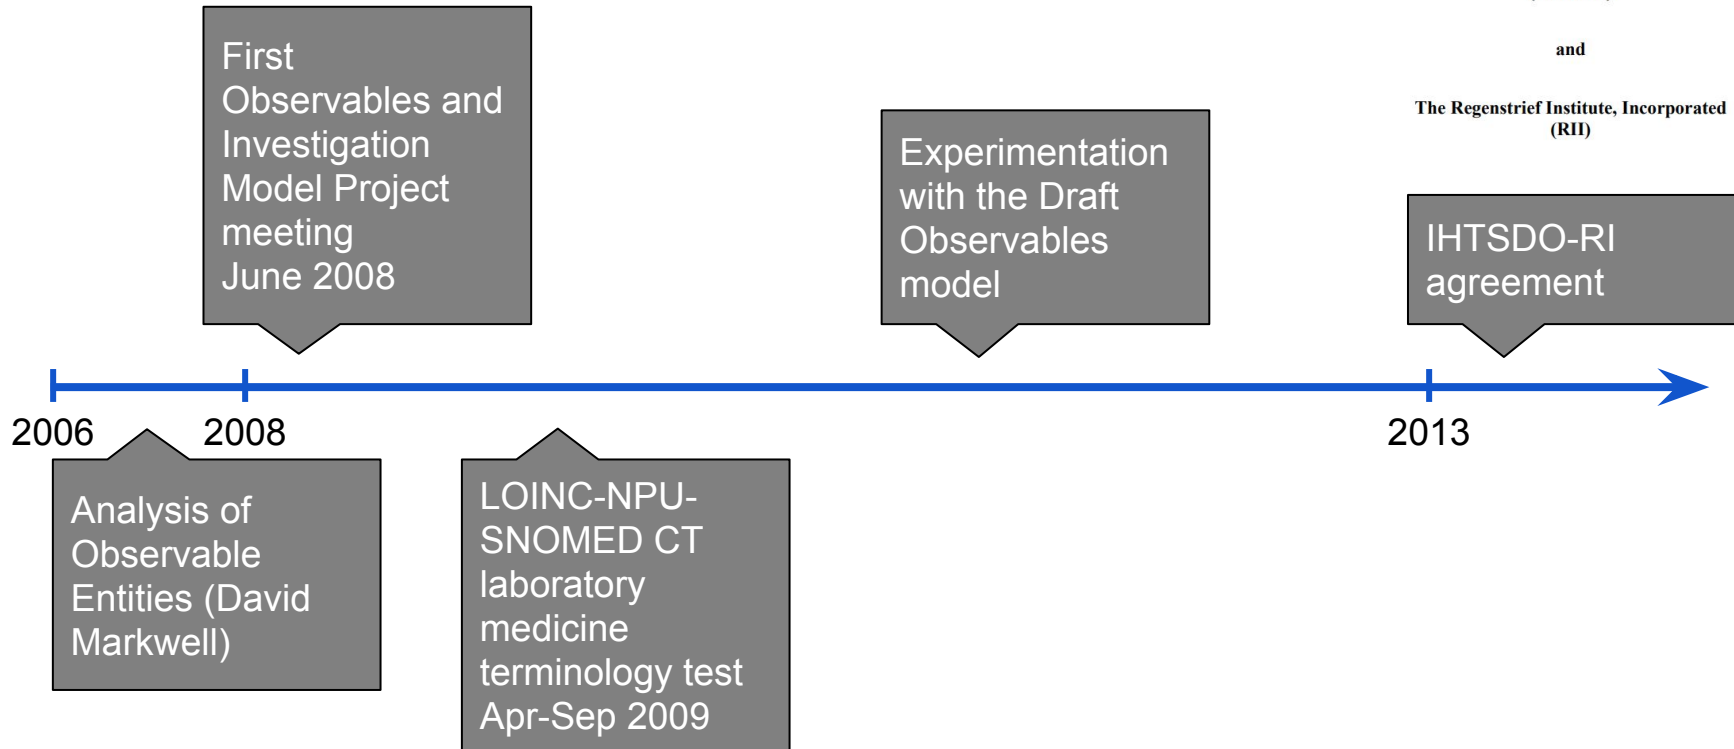 and
The Regenstrief Institute, Incorporated
(RII)
First
Observables and
Investigation
Model Project
meeting
June 2008
Experimentation
with the Draft
Observables
model
IHTSDO-RI
agreement
2006
2008
2013
Analysis of
Observable
Entities (David
Markwell)
LOINC-NPU-
SNOMED CT
laboratory
medicine
terminology test
Apr-Sep 2009